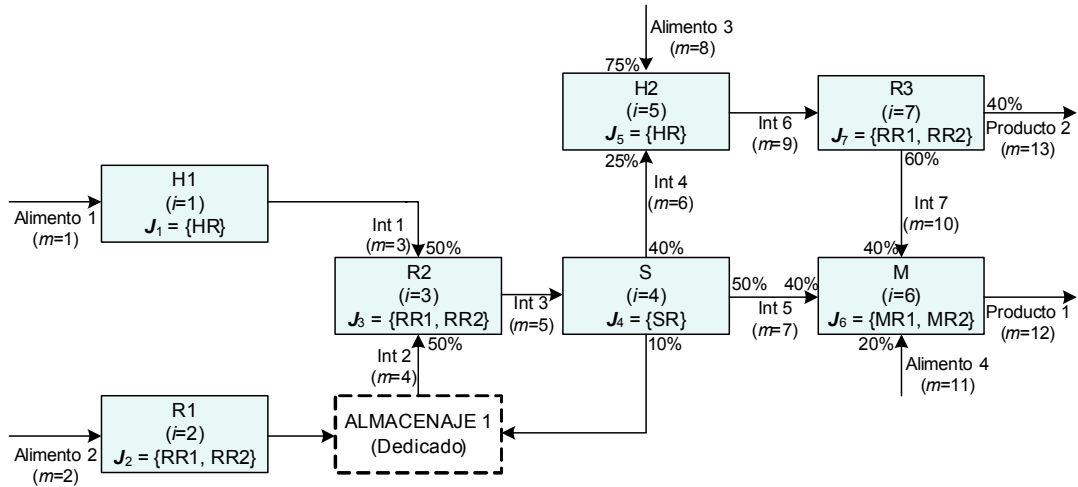 Alimento 3
(m=8)
75%
H2
(i=5)
J5 = {HR}
25%
Int 6
(m=9)
R3
(i=7)
J7 = {RR1, RR2}
60%
40%
Producto 2
(m=13)
Alimento 1
(m=1)
H1
(i=1)
J1 = {HR}
Int 1
(m=3)
50%
Int 4
(m=6)
40%
Int 7
(m=10)
40%
R2
(i=3)
J3 = {RR1, RR2}
50%
Int 3
(m=5)
S
(i=4)
J4 = {SR}
10%
50%
40%
Int 5
(m=7)
M
(i=6)
J6 = {MR1, MR2}
20%
Producto 1
(m=12)
Int 2
(m=4)
Alimento 4
(m=11)
Alimento 2
(m=2)
R1
(i=2)
J2 = {RR1, RR2}
ALMACENAJE 1
(Dedicado)